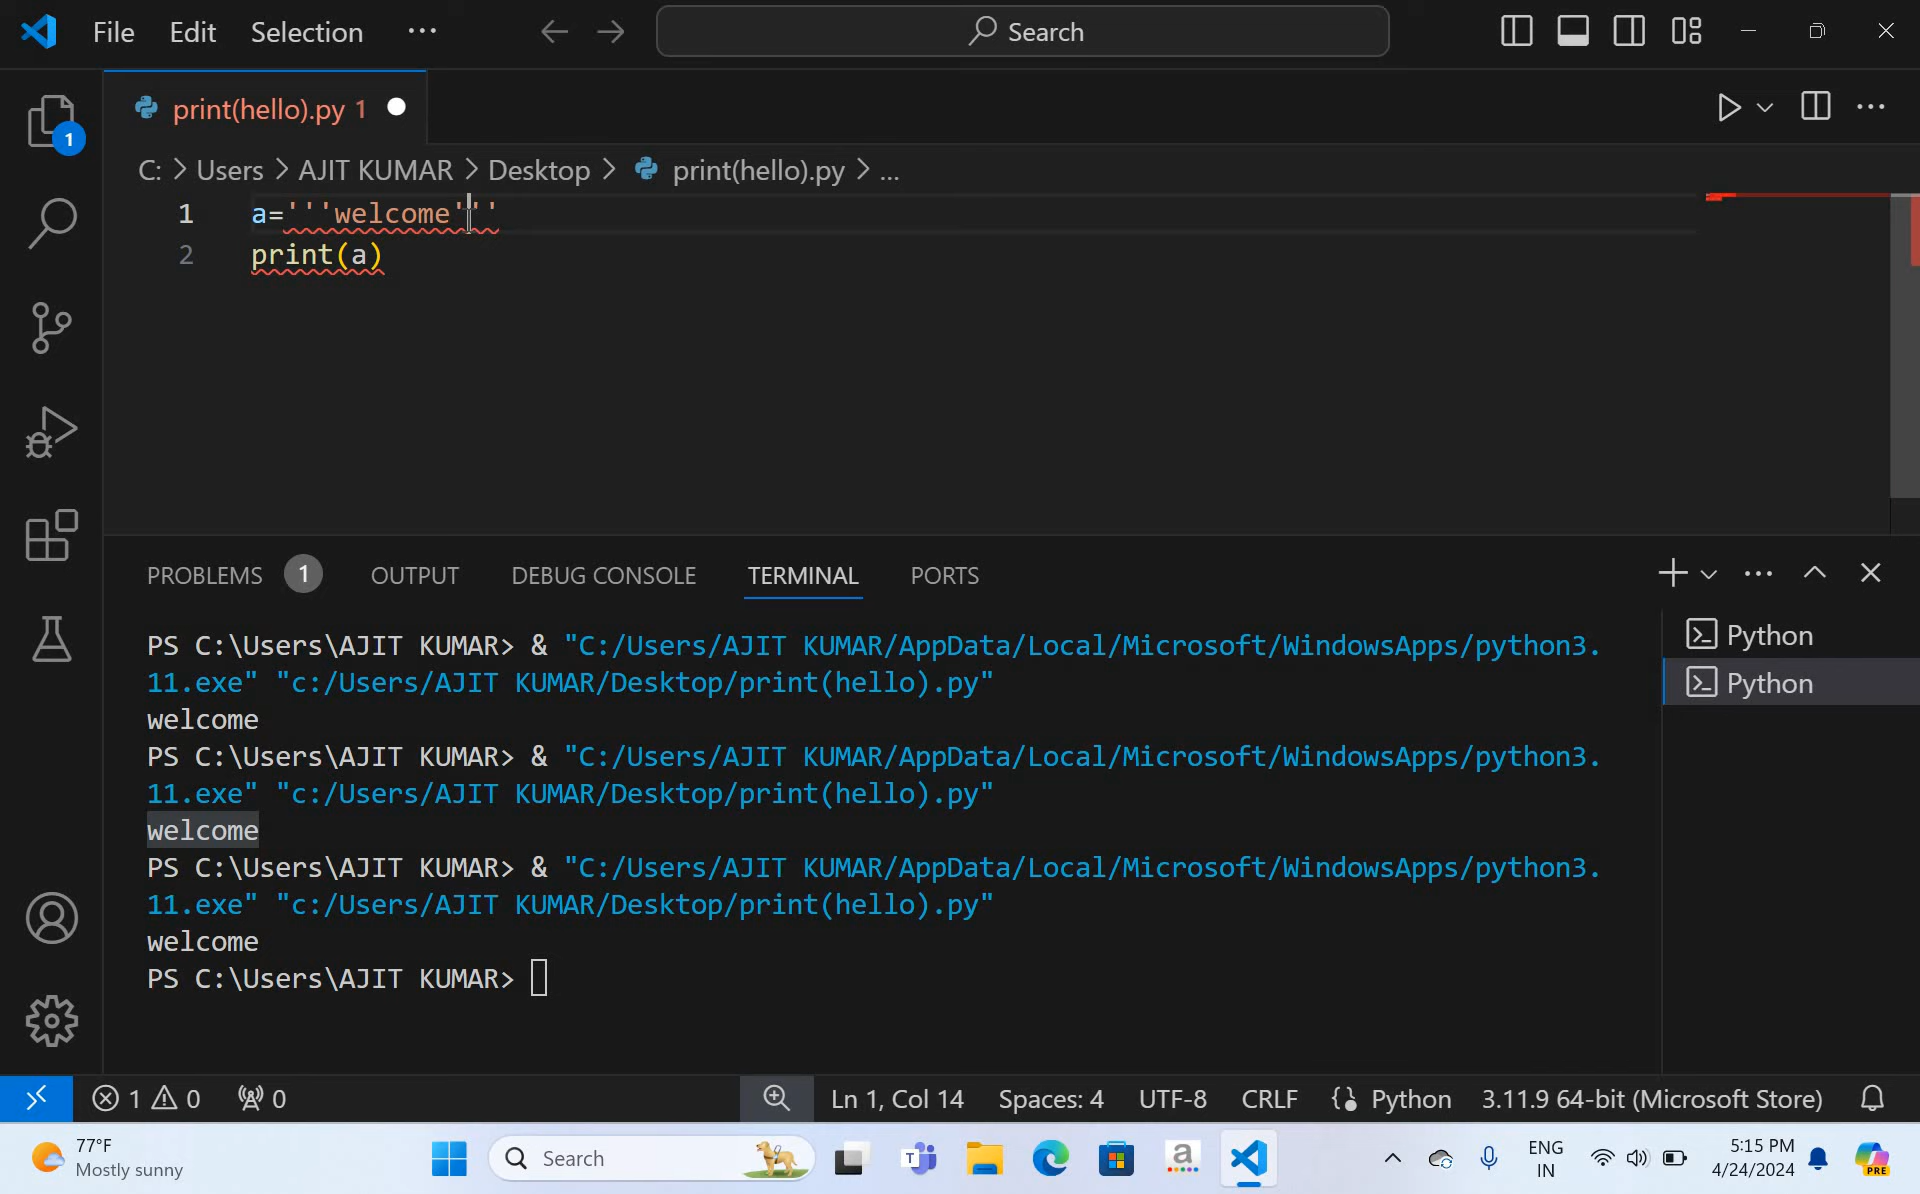 File Edit Selection ... Search
print(hello).py 1
C: > Users > AJIT KUMAR > Desktop > print(hello).py > ...
1 a='''welcome'''
2 print(a)
PROBLEMS 1 OUTPUT DEBUG CONSOLE TERMINAL PORTS
PS C:\Users\AJIT KUMAR> & "C:/Users/AJIT KUMAR/AppData/Local/Microsoft/WindowsApps/python3.
11.exe" "c:/Users/AJIT KUMAR/Desktop/print(hello).py"
welcome
PS C:\Users\AJIT KUMAR> & "C:/Users/AJIT KUMAR/AppData/Local/Microsoft/WindowsApps/python3.
11.exe" "c:/Users/AJIT KUMAR/Desktop/print(hello).py"
welcome
PS C:\Users\AJIT KUMAR> & "C:/Users/AJIT KUMAR/AppData/Local/Microsoft/WindowsApps/python3.
11.exe" "c:/Users/AJIT KUMAR/Desktop/print(hello).py"
welcome
PS C:\Users\AJIT KUMAR>
Python
Python
1
1 0 0 Ln 1, Col 14 Spaces: 4 UTF-8 CRLF Python 3.11.9 64-bit (Microsoft Store)
77°F
Mostly sunny
Search
T
a
ENG
IN
5:15 PM
4/24/2024
PRE